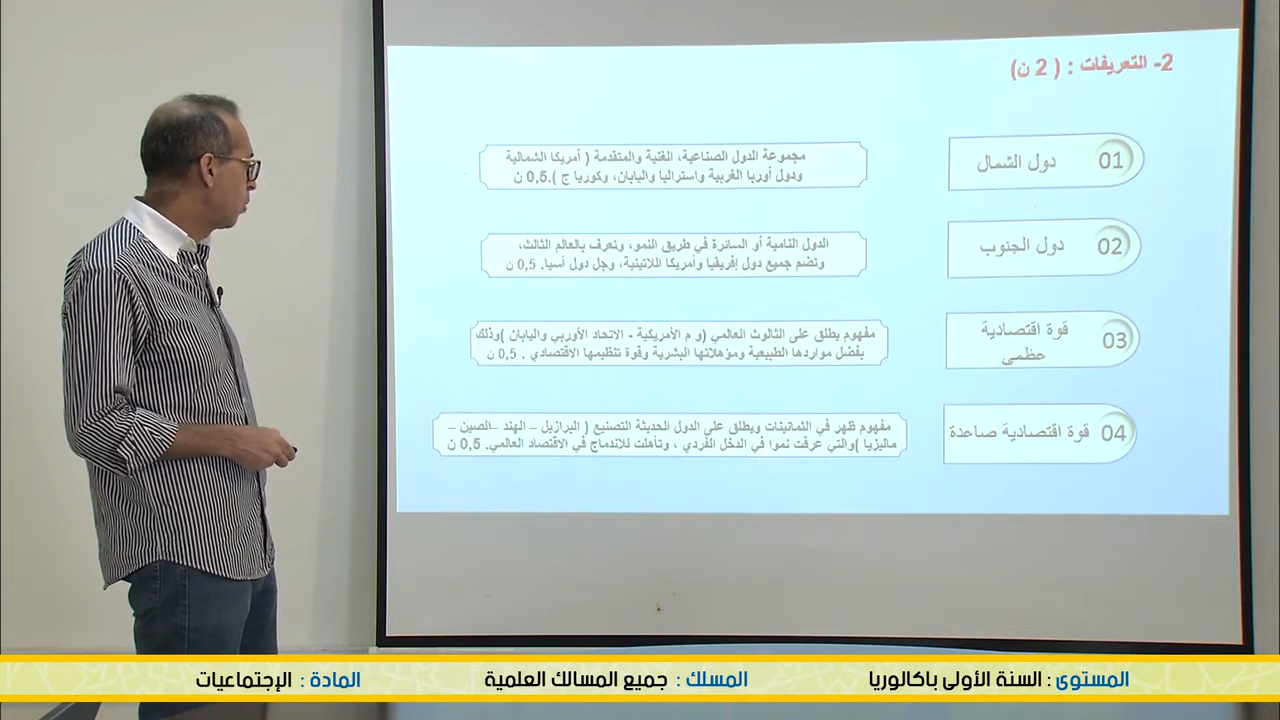 2- التعريفات : ( 2 ن)
01 دول الشمال
مجموعة الدول الصناعية، الغنية والمتقدمة ( أمريكا الشمالية
ودول أوربا الغربية واستراليا واليابان، وكوريا ج ).0,5 ن
02 دول الجنوب
الدول النامية أو السائرة في طريق النمو، وتعرف بالعالم الثالث،
وتضم جميع دول إفريقيا وأمريكا اللاتينية، وجل دول أسيا. 0,5 ن
03 قوة اقتصادية
عظمى
مفهوم يطلق على الثالوث العالمي (و م الأمريكية - الاتحاد الأوربي واليابان )وذلك
بفضل مواردها الطبيعية ومؤهلاتها البشرية وقوة تنظيمها الاقتصادي . 0,5 ن
04 قوة اقتصادية صاعدة
مفهوم ظهر في الثمانينات ويطلق على الدول الحديثة التصنيع ( البرازيل – الهند –الصين –
ماليزيا )والتي عرفت نموا في الدخل الفردي ، وتأهلت للاندماج في الاقتصاد العالمي. 0,5 ن
المستوى : السنة الأولى باكالوريا
المسلك : جميع المسالك العلمية
المادة : الإجتماعيات